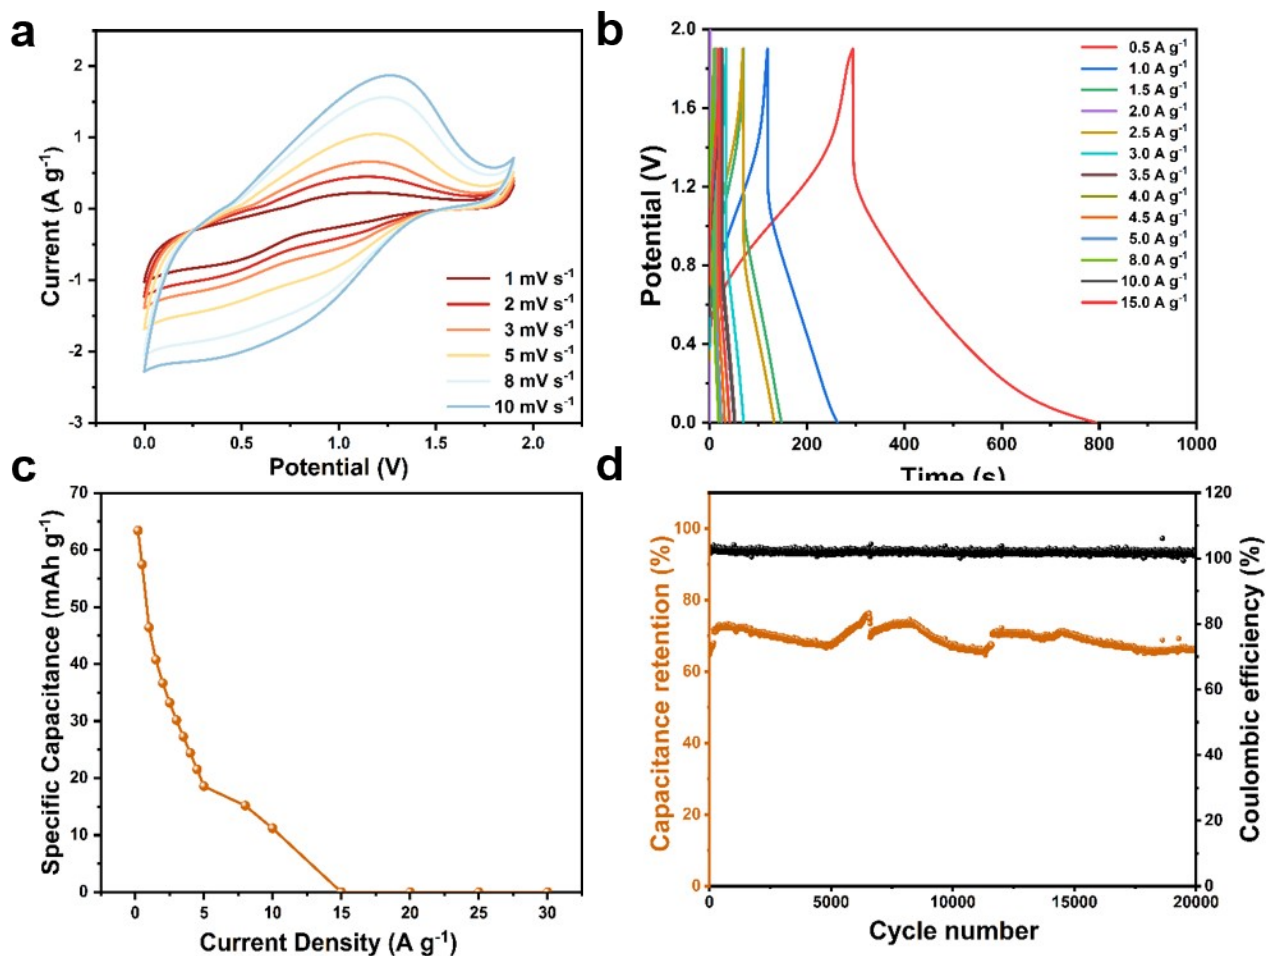 a
Current (A g⁻¹)
2
1
0
-1
-2
-3
0.0
0.5
1.0
1.5
2.0
Potential (V)
1 mV s⁻¹
2 mV s⁻¹
3 mV s⁻¹
5 mV s⁻¹
8 mV s⁻¹
10 mV s⁻¹
b
Potential (V)
2.0
1.6
1.2
0.8
0.4
0.0
0
200
400
600
800
1000
Time (s)
0.5 A g⁻¹
1.0 A g⁻¹
1.5 A g⁻¹
2.0 A g⁻¹
2.5 A g⁻¹
3.0 A g⁻¹
3.5 A g⁻¹
4.0 A g⁻¹
4.5 A g⁻¹
5.0 A g⁻¹
8.0 A g⁻¹
10.0 A g⁻¹
15.0 A g⁻¹
c
Specific Capacitance (mAh g⁻¹)
70
60
50
40
30
20
10
0
0
5
10
15
20
25
30
Current Density (A g⁻¹)
d
Capacitance retention (%)
100
80
60
40
20
0
0
5000
10000
15000
20000
Cycle number
120
100
80
60
40
20
0
Coulombic efficiency (%)